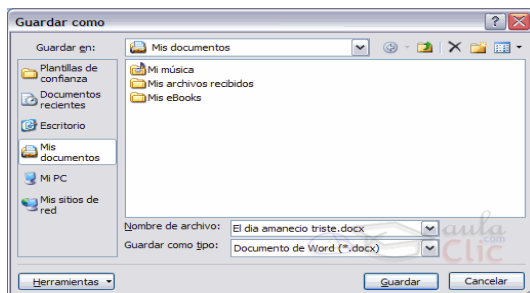 Guardar como
Guardar en:
Mis documentos
Plantillas de
confianza
Documentos
recientes
Escritorio
Mis
documentos
Mi PC
Mis sitios de
red
Mi música
Mis archivos recibidos
Mis eBooks
Nombre de archivo:
El dia amanecio triste.docx
Guardar como tipo:
Documento de Word (*.docx)
aula
.com
Clic
Herramientas
Guardar
Cancelar